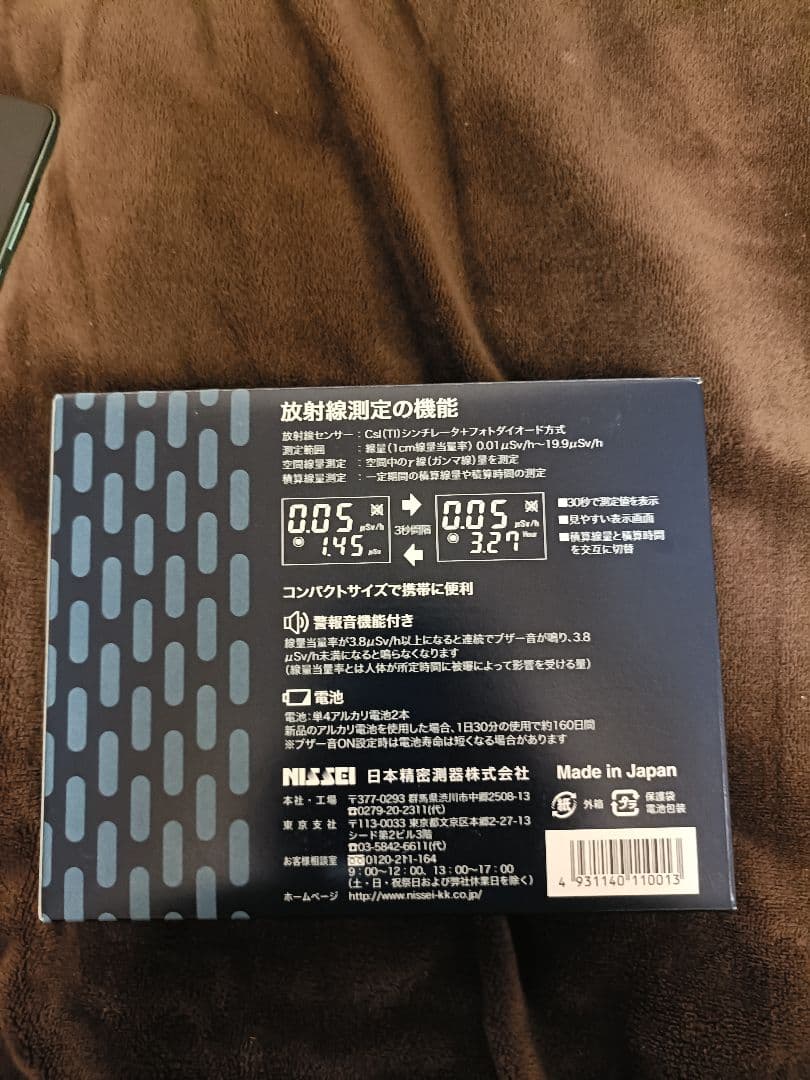 放射線測定の機能
放射線センサー：CsI(Tl)シンチレータ+フォトダイオード方式
測定範囲：線量(1cm線量当量率) 0.01μSv/h～19.9μSv/h
空間線量測定：空間中のγ線(ガンマ線)量を測定
積算線量測定：一定期間の積算線量や積算時間の測定
0.05 μSv/h
1.45 μSv
3秒間隔
0.05 μSv/h
3.27 Hour
■30秒で測定値を表示
■見やすい表示画面
■積算線量と積算時間
を交互に切替
コンパクトサイズで携帯に便利
警報音機能付き
線量当量率が3.8μSv/h以上になると連続でブザー音が鳴り、3.8
μSv/h未満になると鳴らなくなります
(線量当量率とは人体が所定時間に被曝によって影響を受ける量)
電池
電池：単4アルカリ電池2本
新品のアルカリ電池を使用した場合、1日30分の使用で約160日間
※ブザー音ON設定時は電池寿命は短くなる場合があります
NISSEI 日本精密測器株式会社 Made in Japan
本社・工場 〒377-0293 群馬県渋川市中郷2508-13
☎0279-20-2311(代)
東京支社 〒113-0033 東京都文京区本郷2-27-13
シード第2ビル3階
☎03-5842-6611(代)
お客様相談室 0120-211-164
9：00～12：00、13：00～17：00
(土・日・祝祭日および弊社休業日を除く)
ホームページ http://www.nissei-kk.co.jp/
紙 外箱
プラ 保護袋
電池包装
4 931140 110013